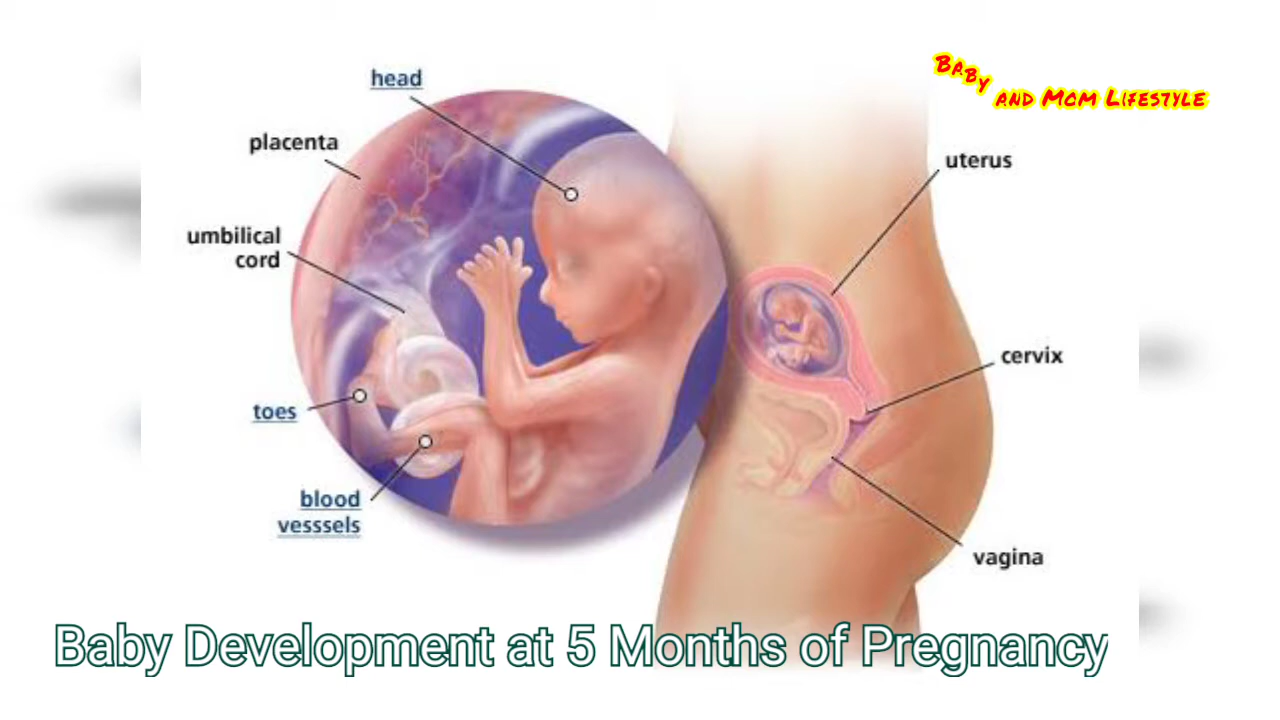 Baby
and Mom Lifestyle
head
placenta
umbilical
cord
toes
blood
vesssels
uterus
cervix
vagina
Baby Development at 5 Months of Pregnancy